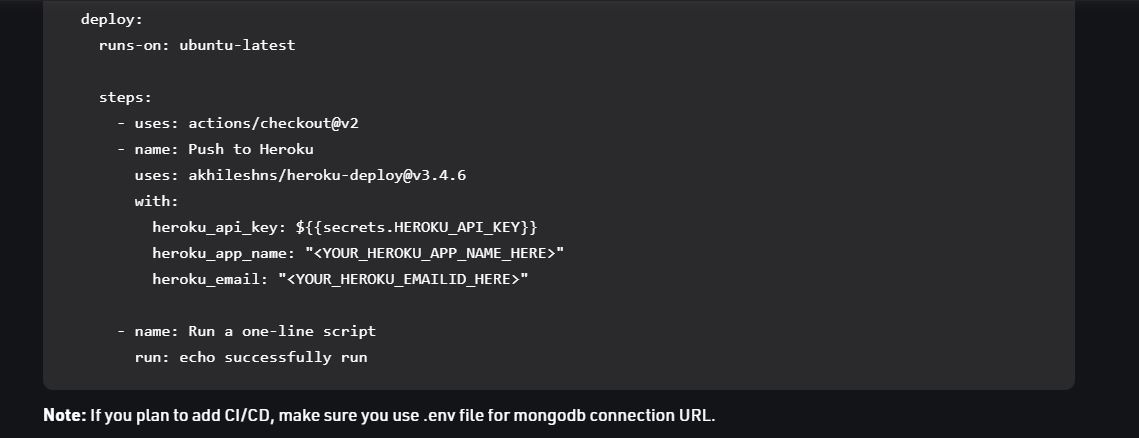 deploy:
runs-on: ubuntu-latest
steps:
- uses: actions/checkout@v2
- name: Push to Heroku
uses: akhileshns/heroku-deploy@v3.4.6
with:
heroku_api_key: ${{secrets.HEROKU_API_KEY}}
heroku_app_name: "<YOUR_HEROKU_APP_NAME_HERE>"
heroku_email: "<YOUR_HEROKU_EMAILID_HERE>"
- name: Run a one-line script
run: echo successfully run
Note: If you plan to add CI/CD, make sure you use .env file for mongodb connection URL.